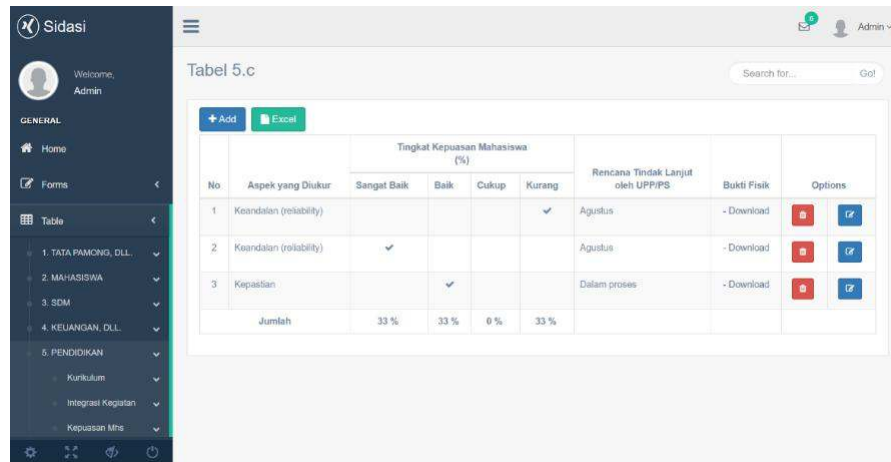 Sidasi
6
Admin
Welcome,
Admin
Tabel 5.c
Search for...
Go!
GENERAL
Home
Forms
Table
1. TATA PAMONG, DLL.
2. MAHASISWA
3. SDM
4. KEUANGAN, DLL.
5. PENDIDIKAN
Kurikulum
Integrasi Kegiatan
Kepuasan Mhs
Add
Excel
No
Aspek yang Diukur
Tingkat Kepuasan Mahasiswa
(%)
Sangat Baik
Baik
Cukup
Kurang
Rencana Tindak Lanjut
oleh UPP/PS
Bukti Fisik
Options
1 Keandalan (reliability) Agustus - Download
2 Keandalan (reliability) Agustus - Download
3 Kepastian Dalam proses - Download
Jumlah 33 % 33 % 0 % 33 %